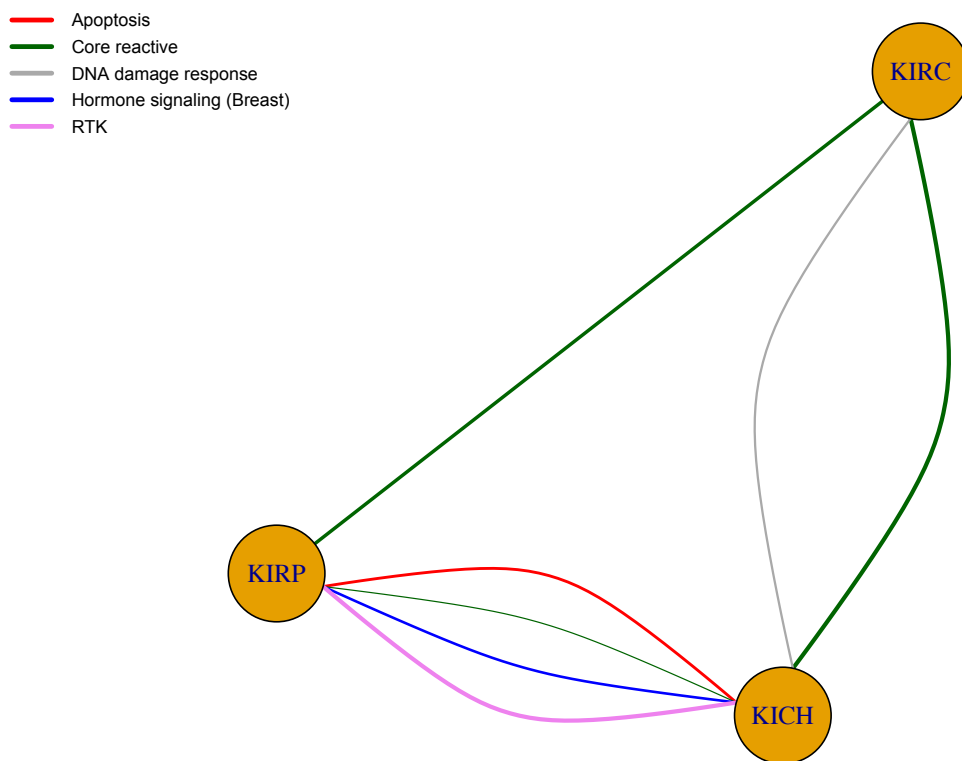 Apoptosis
Core reactive
DNA damage response
Hormone signaling (Breast)
RTK
KIRC
KIRP
KICH